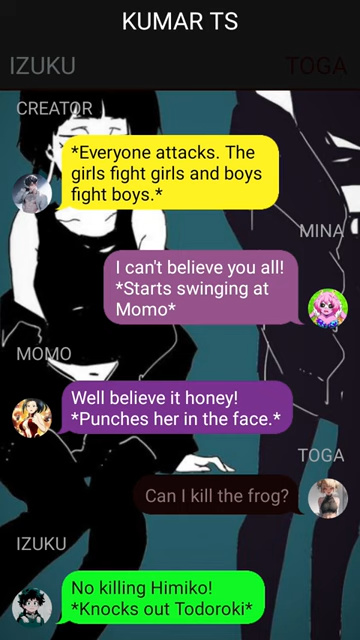 KUMAR TS
IZUKU
TOGA
CREATOR
*Everyone attacks. The
girls fight girls and boys
fight boys.*
MINA
I can't believe you all!
*Starts swinging at
Momo*
MOMO
Well believe it honey!
*Punches her in the face.*
TOGA
Can I kill the frog?
IZUKU
No killing Himiko!
*Knocks out Todoroki*